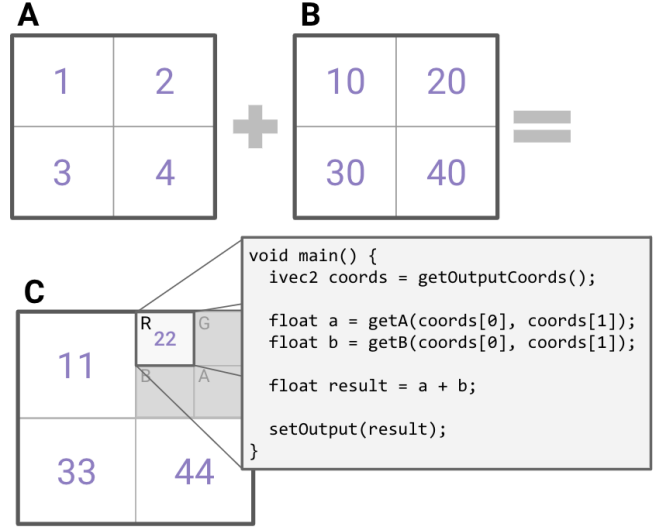 A
B
1 2
10 20
3 4
30 40
+ =
C
R G
11 22
B A
33 44
void main() {
ivec2 coords = getOutputCoords();
float a = getA(coords[0], coords[1]);
float b = getB(coords[0], coords[1]);
float result = a + b;
setOutput(result);
}